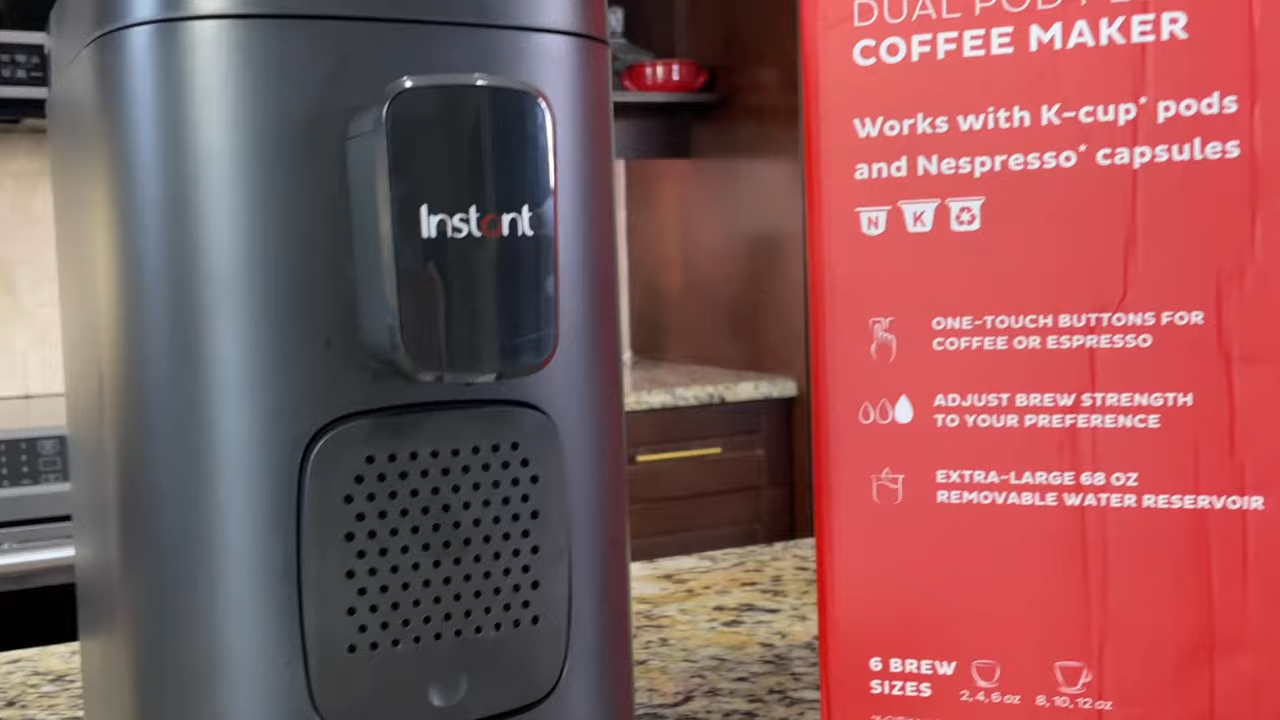 Instant
DUAL POD
COFFEE MAKER
Works with K-cup* pods
and Nespresso* capsules
N K
ONE-TOUCH BUTTONS FOR
COFFEE OR ESPRESSO
ADJUST BREW STRENGTH
TO YOUR PREFERENCE
EXTRA-LARGE 68 OZ
REMOVABLE WATER RESERVOIR
6 BREW
SIZES
2, 4, 6 oz 8, 10, 12 oz